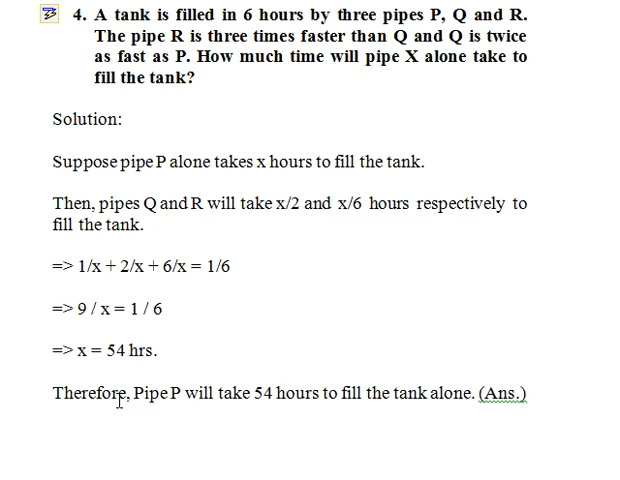 4. A tank is filled in 6 hours by three pipes P, Q and R.
The pipe R is three times faster than Q and Q is twice
as fast as P. How much time will pipe X alone take to
fill the tank?
Solution:
Suppose pipe P alone takes x hours to fill the tank.
Then, pipes Q and R will take x/2 and x/6 hours respectively to
fill the tank.
=> 1/x + 2/x + 6/x = 1/6
=> 9 / x = 1 / 6
=> x = 54 hrs.
Therefore, Pipe P will take 54 hours to fill the tank alone. (Ans.)